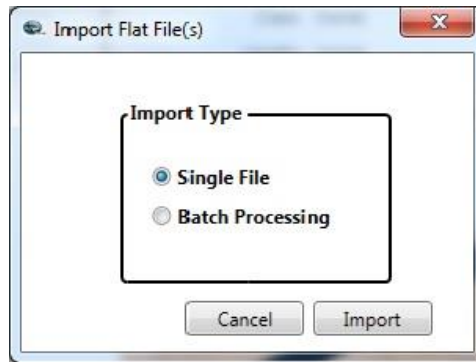 Import Flat File(s)
Import Type
Single File
Batch Processing
Cancel Import